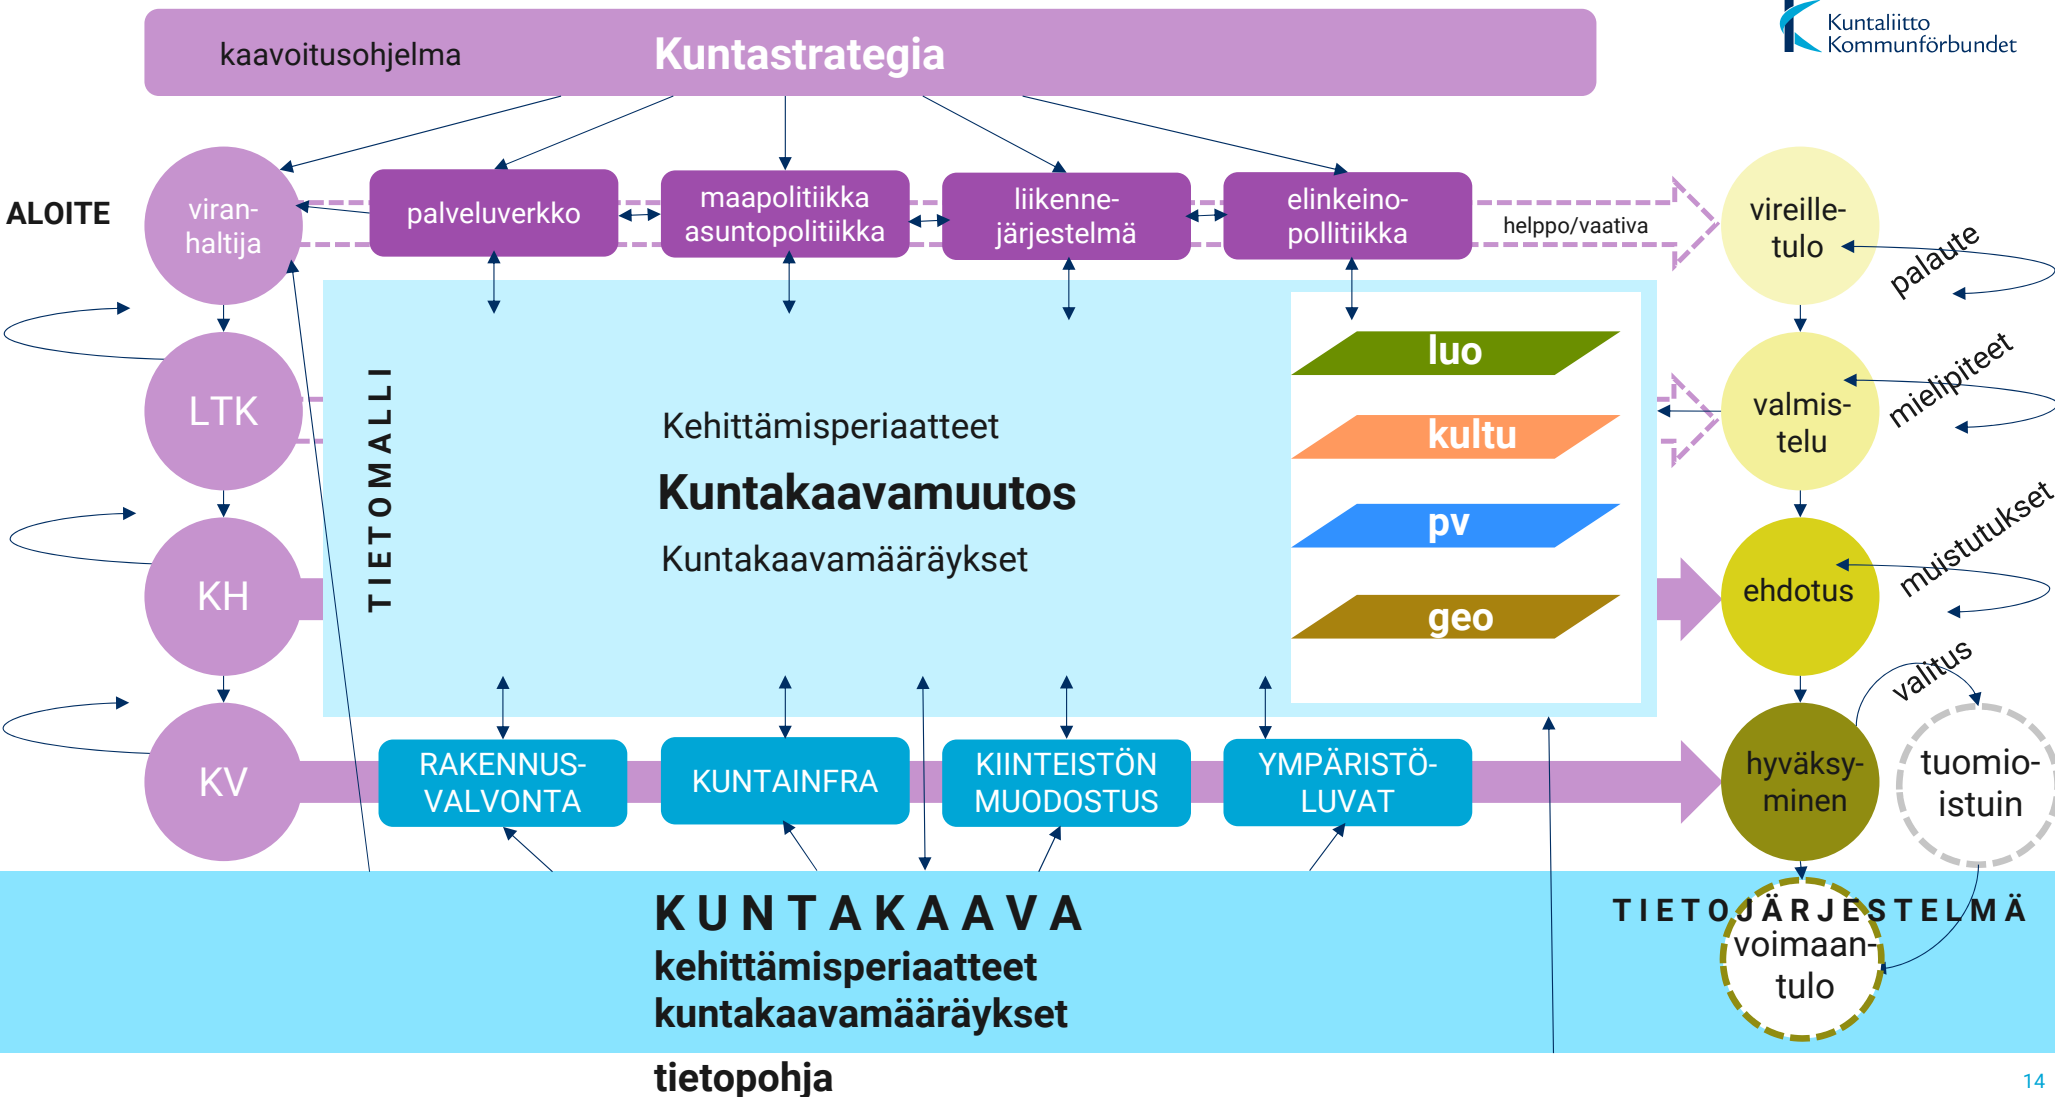 kaavoitusohjelma
Kuntastrategia
Kuntaliitto
Kommunförbundet
ALOITE
viran-
haltija
palveluverkko
maapolitiikka
asuntopolitiikka
liikenne-
järjestelmä
elinkeino-
pollitiikka
helppo/vaativa
vireille-
tulo
palaute
LTK
KH
KV
TIETOMALLI
Kehittämisperiaatteet
Kuntakaavamuutos
Kuntakaavamääräykset
luo
kultu
pv
geo
valmis-
telu
mielipiteet
ehdotus
muistutukset
hyväksy-
minen
valitus
tuomio-
istuin
RAKENNUS-
VALVONTA
KUNTAINFRA
KIINTEISTÖN
MUODOSTUS
YMPÄRISTÖ-
LUVAT
KUNTAKAAVA
kehittämisperiaatteet
kuntakaavamääräykset
tietopohja
TIETOJÄRJESTELMÄ
voimaan-
tulo
14